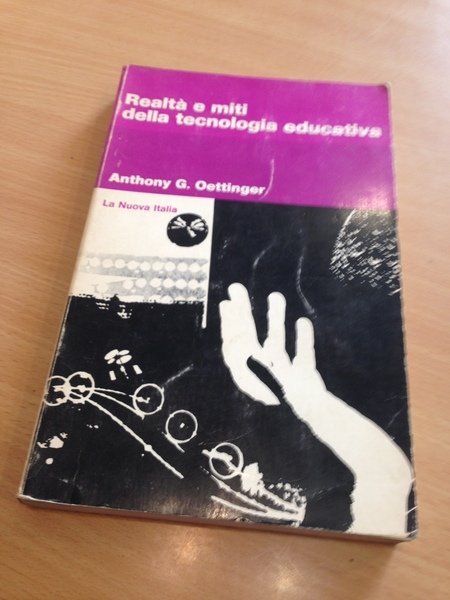 Realtà e miti
della tecnologia educativa
Anthony G. Oettinger
La Nuova Italia